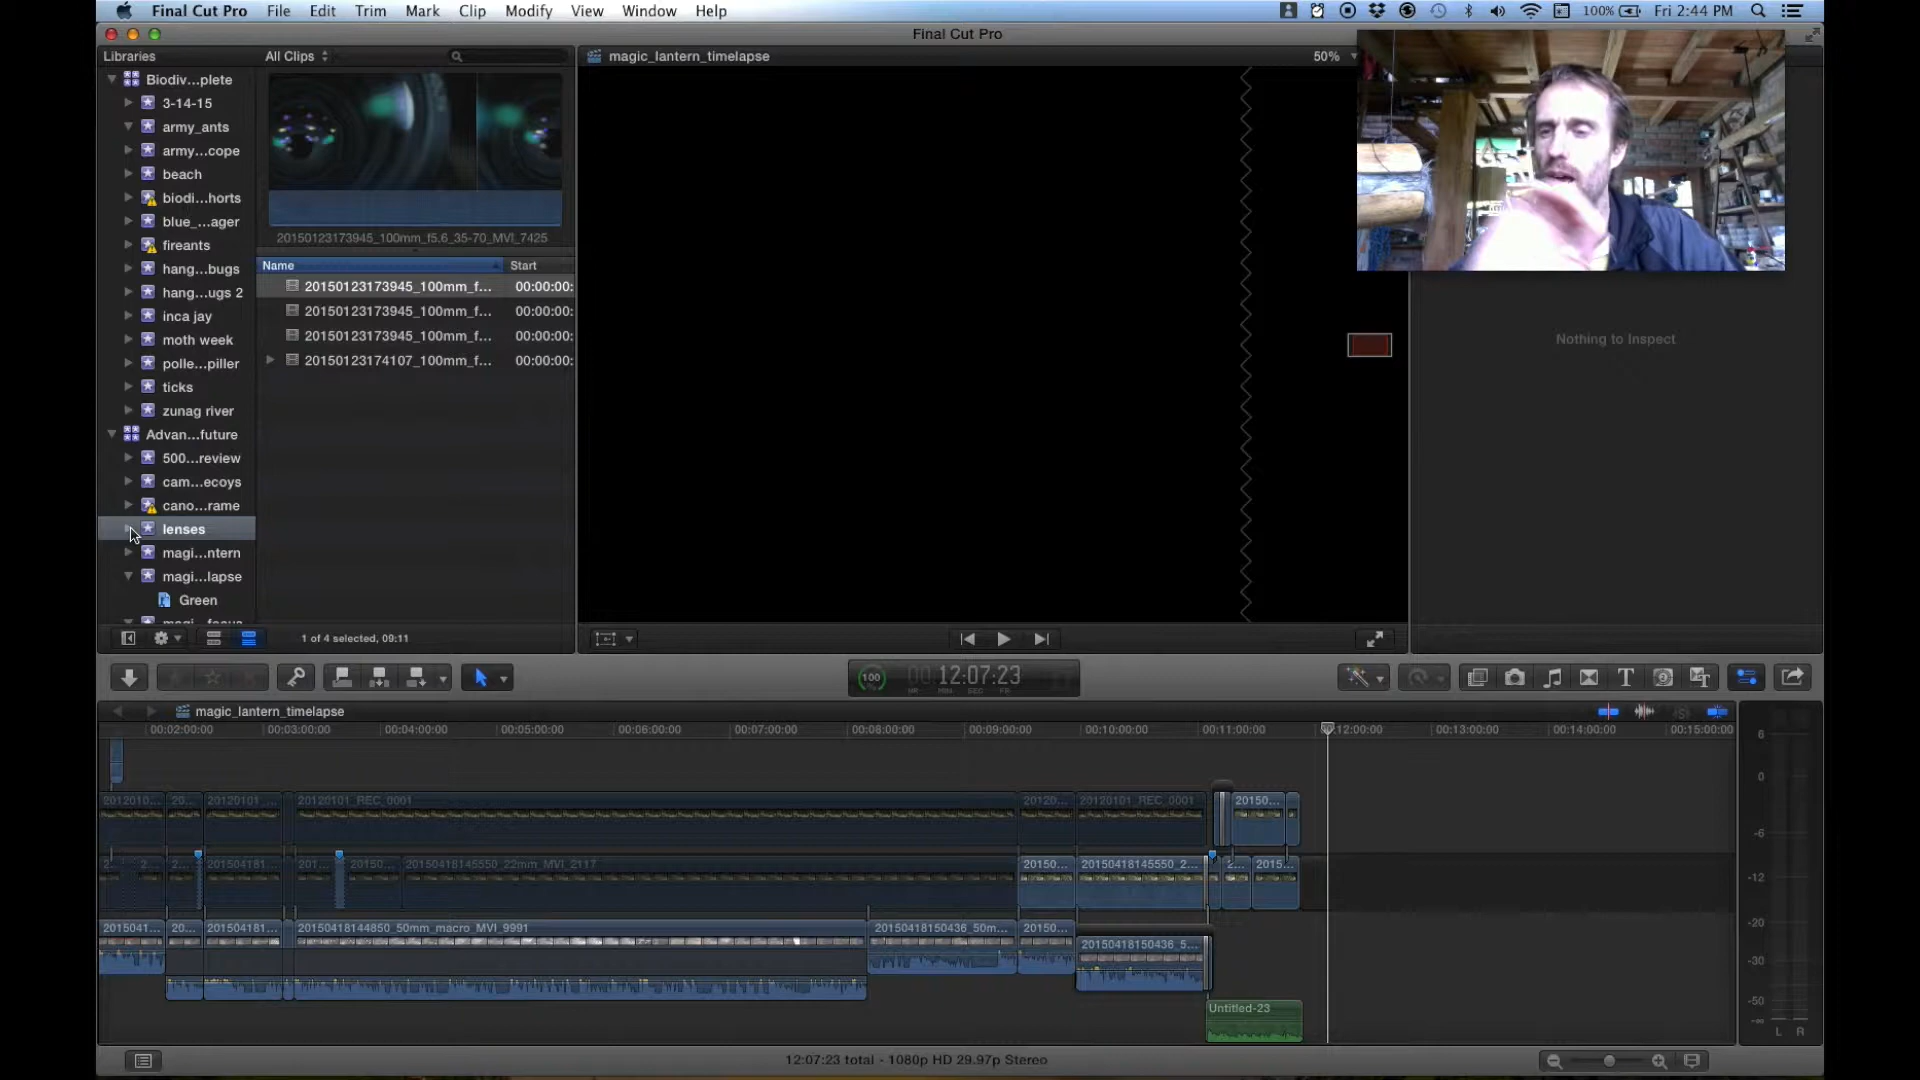 Final Cut Pro File Edit Trim Mark Clip Modify View Window Help 100% Fri 2:44 PM
Final Cut Pro
Libraries All Clips magic_lantern_timelapse 50%
Biodiv...plete
3-14-15
army_ants
army...cope
beach
biodi...horts
blue_...ager
fireants
hang...bugs
hang...ugs 2
inca jay
moth week
polle...piller
ticks
zunag river
Advan...future
500...review
cam...ecoys
cano...rame
lenses
magi...ntern
magi...lapse
Green
magi...focus
20150123173945_100mm_f5.6_35-70_MVI_7425
Name Start
20150123173945_100mm_f... 00:00:00:
20150123173945_100mm_f... 00:00:00:
20150123173945_100mm_f... 00:00:00:
20150123174107_100mm_f... 00:00:00:
Nothing to Inspect
1 of 4 selected, 09:11
100 00:12:07:23
HR MIN SEC FR
magic_lantern_timelapse
00:02:00:00 00:03:00:00 00:04:00:00 00:05:00:00 00:06:00:00 00:07:00:00 00:08:00:00 00:09:00:00 00:10:00:00 00:11:00:00 00:12:00:00 00:13:00:00 00:14:00:00 00:15:00:00
2012010... 20... 20120101_... 20120101_REC_0001 20120... 20120101_REC_0001 20150...
2... 2... 2... 201504181... 201... 20150... 20150418145550_22mm_MVI_2117 20150... 20150418145550_2... 2... 2015...
2015041... 20... 201504181... 20150418144850_50mm_macro_MVI_9991 20150418150436_50m... 20150...
20150418150436_5...
Untitled-23
6
0
-6
-12
-20
-30
-50
-∞
L R
12:07:23 total - 1080p HD 29.97p Stereo